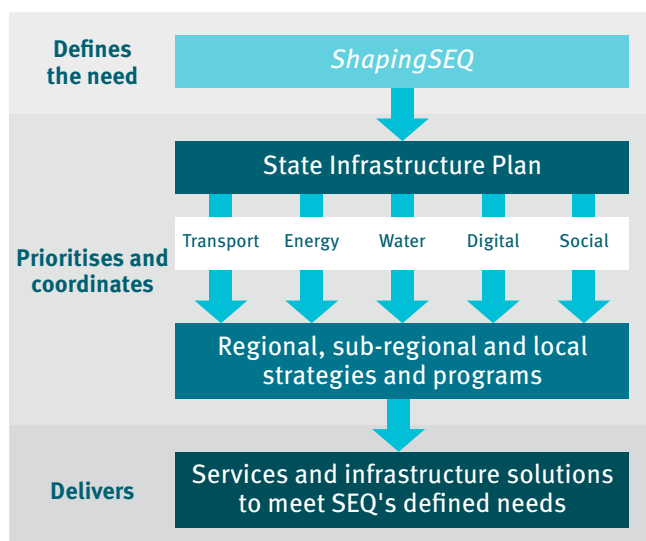 Defines
the need
ShapingSEQ
State Infrastructure Plan
Prioritises and
coordinates
Transport Energy Water Digital Social
Regional, sub-regional and local
strategies and programs
Delivers
Services and infrastructure solutions
to meet SEQ's defined needs